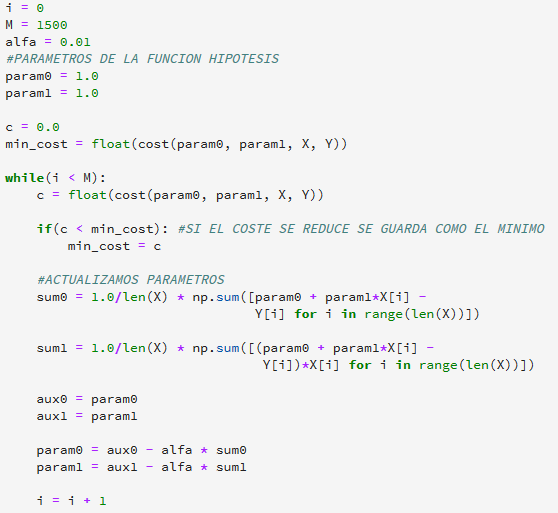 i = 0
M = 1500
alfa = 0.01
#PARAMETROS DE LA FUNCION HIPOTESIS
param0 = 1.0
param1 = 1.0
c = 0.0
min_cost = float(cost(param0, param1, X, Y))
while(i < M):
    c = float(cost(param0, param1, X, Y))
    if(c < min_cost): #SI EL COSTE SE REDUCE SE GUARDA COMO EL MINIMO
        min_cost = c
    #ACTUALIZAMOS PARAMETROS
    sum0 = 1.0/len(X) * np.sum([param0 + param1*X[i] -
                                Y[i] for i in range(len(X))])
    sum1 = 1.0/len(X) * np.sum([(param0 + param1*X[i] -
                                 Y[i])*X[i] for i in range(len(X))])
    aux0 = param0
    aux1 = param1
    param0 = aux0 - alfa * sum0
    param1 = aux1 - alfa * sum1
    i = i + 1